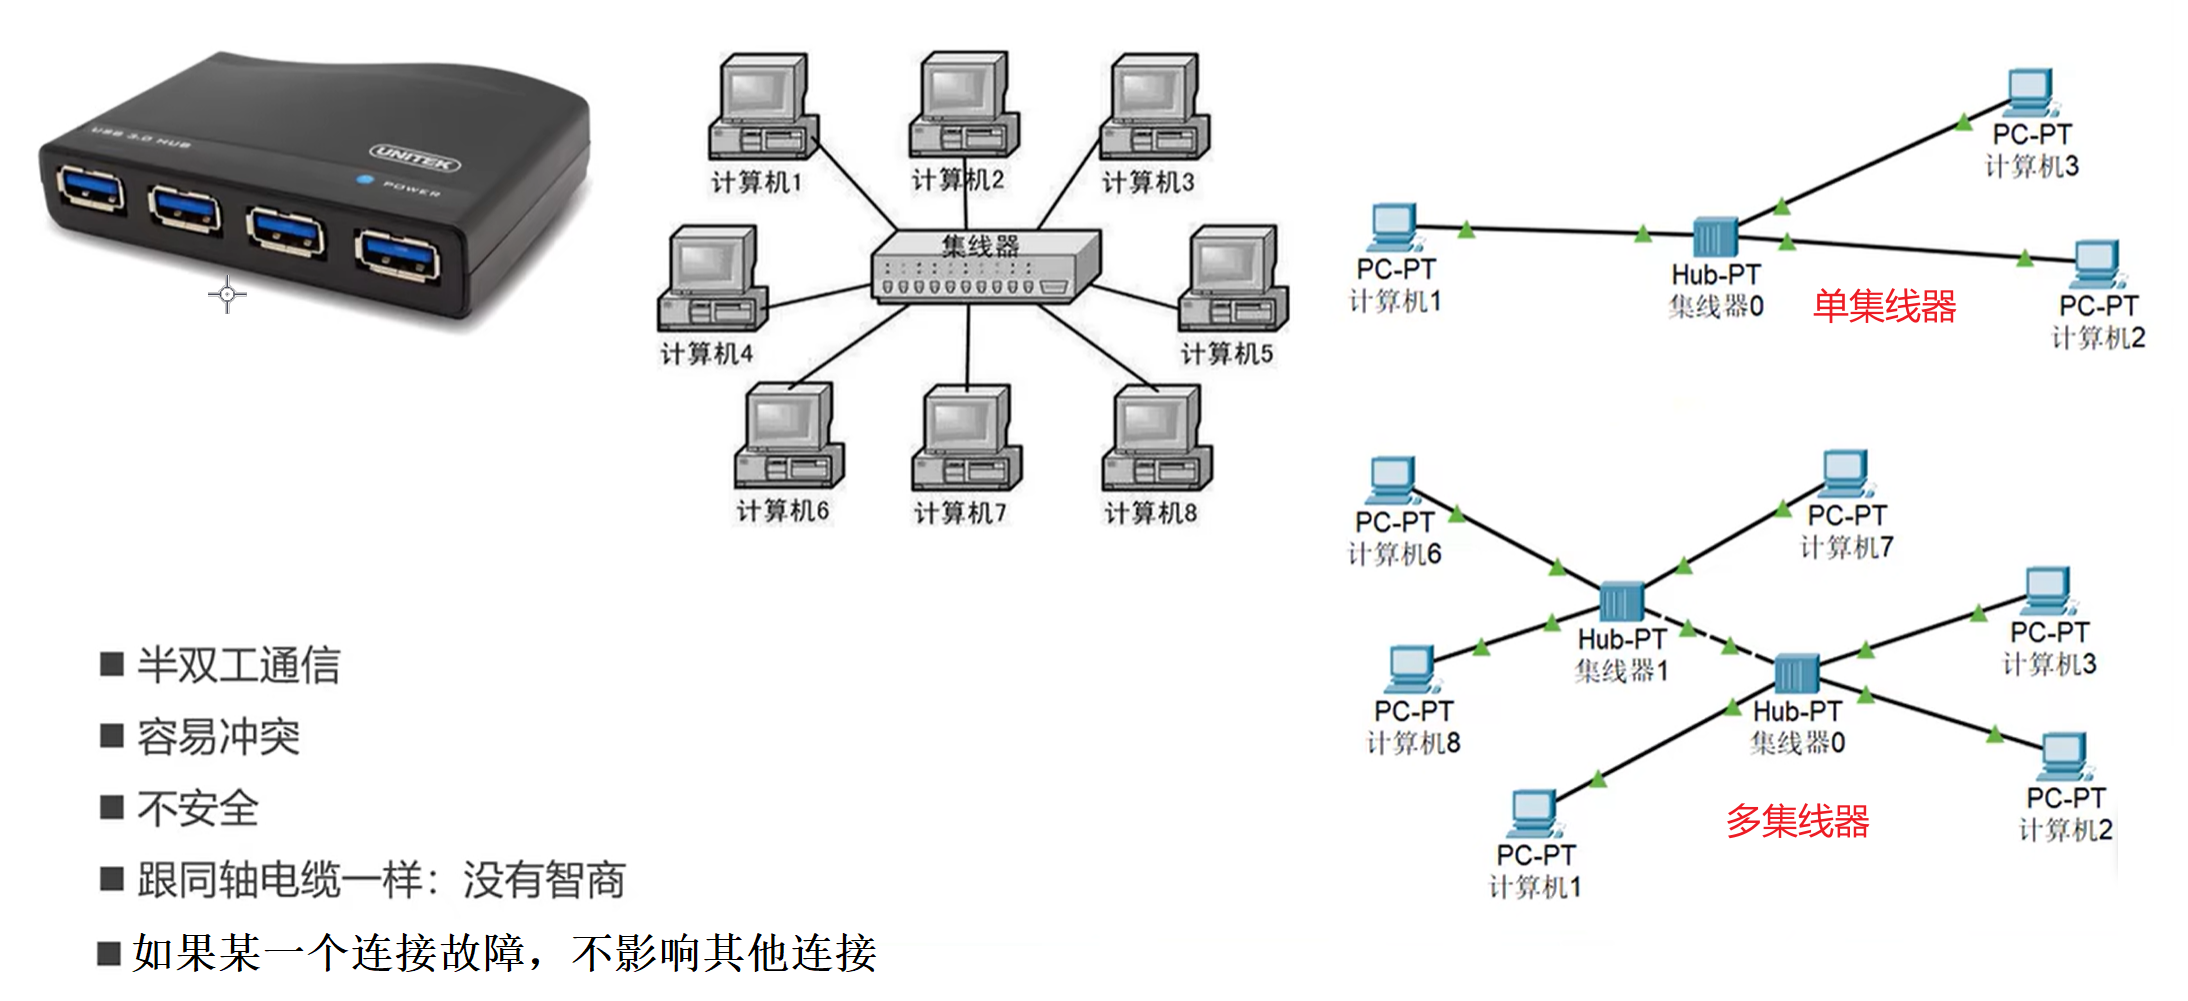 USB 3.0 HUB
UNITEK
POWER
计算机1
计算机2
计算机3
集线器
计算机4
计算机5
计算机6
计算机7
计算机8
PC-PT
计算机3
PC-PT
计算机1
Hub-PT
集线器0
单集线器
PC-PT
计算机2
PC-PT
计算机6
PC-PT
计算机7
Hub-PT
集线器1
PC-PT
计算机3
PC-PT
计算机8
Hub-PT
集线器0
多集线器
PC-PT
计算机2
PC-PT
计算机1
■ 半双工通信
■ 容易冲突
■ 不安全
■ 跟同轴电缆一样：没有智商
■ 如果某一个连接故障，不影响其他连接